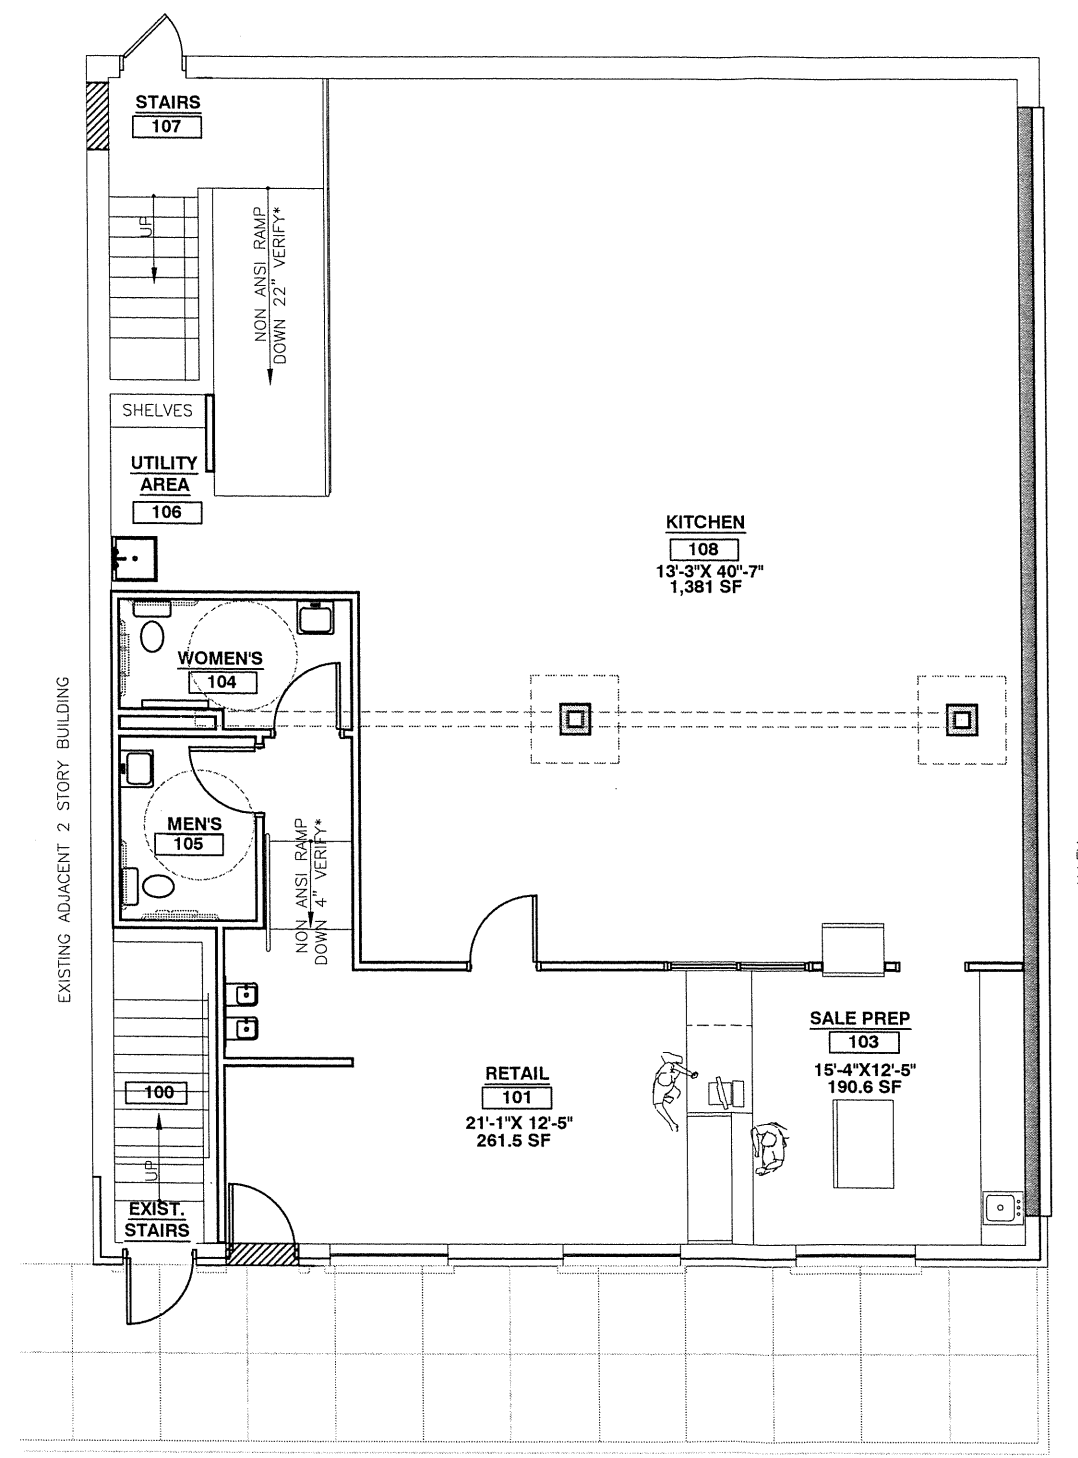 STAIRS
107
UP
NON ANSI RAMP
DOWN 22" VERIFY*
SHELVES
UTILITY
AREA
106
KITCHEN
108
13'-3"X 40"-7"
1,381 SF
WOMEN'S
104
EXISTING ADJACENT 2 STORY BUILDING
MEN'S
105
NON ANSI RAMP
DOWN 4" VERIFY*
SALE PREP
103
15'-4"X12'-5"
190.6 SF
RETAIL
101
21'-1"X 12'-5"
261.5 SF
100
UP
EXIST.
STAIRS